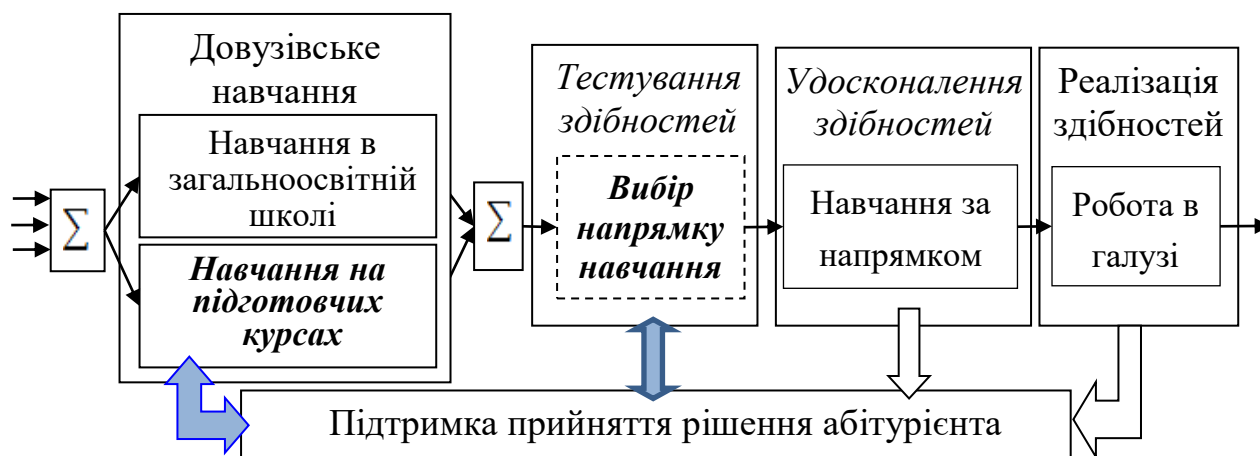 Довузівське
навчання
Навчання в
загальноосвітній
школі
Навчання на
підготовчих
курсах
∑
∑
Тестування
здібностей
Вибір
напрямку
навчання
Удосконалення
здібностей
Навчання за
напрямком
Реалізація
здібностей
Робота в
галузі
Підтримка прийняття рішення абітурієнта